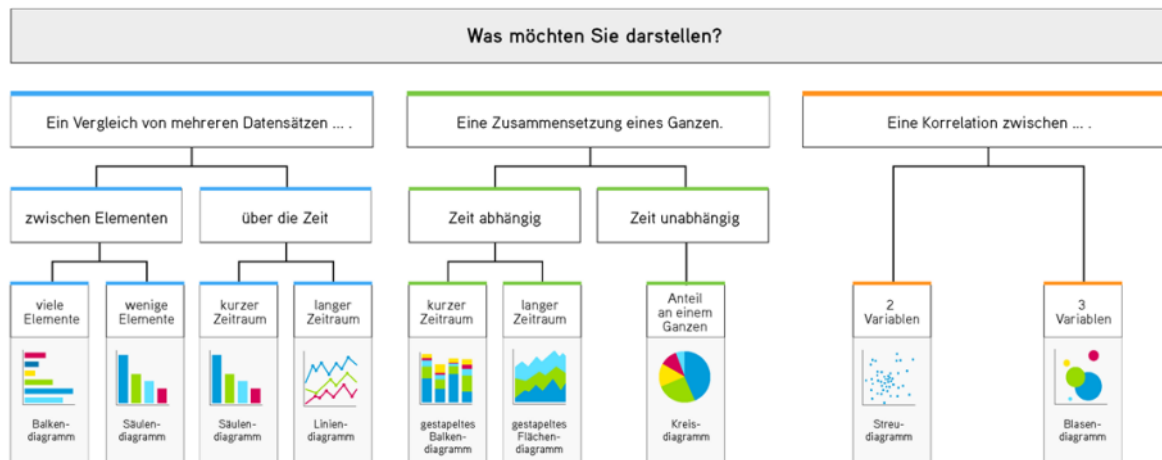 Was möchten Sie darstellen?
Ein Vergleich von mehreren Datensätzen ... .
Eine Zusammensetzung eines Ganzen.
Eine Korrelation zwischen ... .
zwischen Elementen
über die Zeit
Zeit abhängig
Zeit unabhängig
viele
Elemente
wenige
Elemente
kurzer
Zeitraum
langer
Zeitraum
kurzer
Zeitraum
langer
Zeitraum
Anteil
an einem
Ganzen
2
Variablen
3
Variablen
Balken-
diagramm
Säulen-
diagramm
Säulen-
diagramm
Linien-
diagramm
gestapeltes
Balken-
diagramm
gestapeltes
Flächen-
diagramm
Kreis-
diagramm
Streu-
diagramm
Blasen-
diagramm